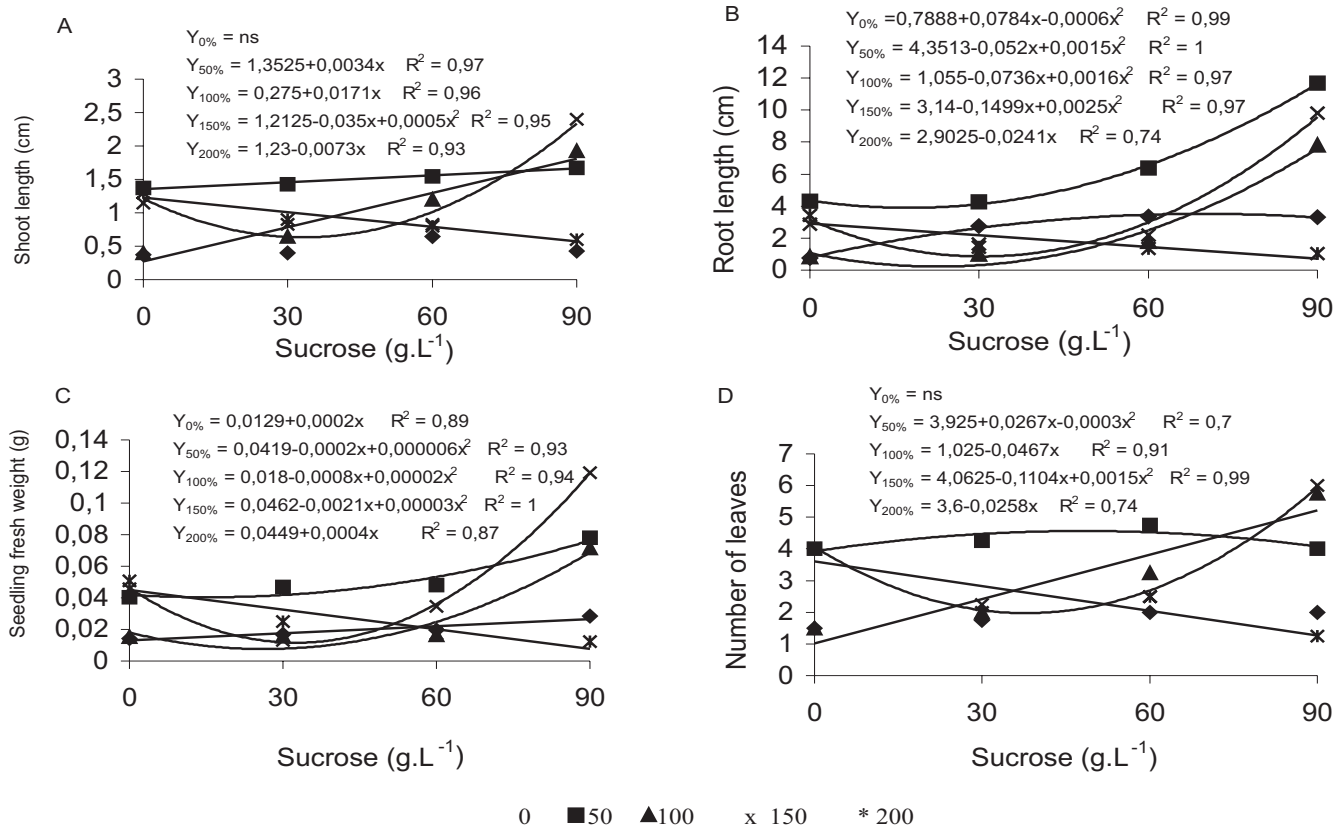 A
Y0% = ns
Y50% = 1,3525+0,0034x R² = 0,97
Y100% = 0,275+0,0171x R² = 0,96
Y150% = 1,2125-0,035x+0,0005x² R² = 0,95
Y200% = 1,23-0,0073x R² = 0,93
Shoot length (cm)
3
2,5
2
1,5
1
0,5
0
0 30 60 90
Sucrose (g.L-1)
B
Y0% =0,7888+0,0784x-0,0006x² R² = 0,99
Y50% = 4,3513-0,052x+0,0015x² R² = 1
Y100% = 1,055-0,0736x+0,0016x² R² = 0,97
Y150% = 3,14-0,1499x+0,0025x² R² = 0,97
Y200% = 2,9025-0,0241x R² = 0,74
Root length (cm)
14
12
10
8
6
4
2
0
0 30 60 90
Sucrose (g.L-1)
C
Y0% = 0,0129+0,0002x R² = 0,89
Y50% = 0,0419-0,0002x+0,000006x² R² = 0,93
Y100% = 0,018-0,0008x+0,00002x² R² = 0,94
Y150% = 0,0462-0,0021x+0,00003x² R² = 1
Y200% = 0,0449+0,0004x R² = 0,87
Seedling fresh weight (g)
0,14
0,12
0,1
0,08
0,06
0,04
0,02
0
0 30 60 90
Sucrose (g.L-1)
D
Y0% = ns
Y50% = 3,925+0,0267x-0,0003x² R² = 0,7
Y100% = 1,025-0,0467x R² = 0,91
Y150% = 4,0625-0,1104x+0,0015x² R² = 0,99
Y200% = 3,6-0,0258x R² = 0,74
Number of leaves
7
6
5
4
3
2
1
0
0 30 60 90
Sucrose (g.L-1)
0 ■50 ▲100 x 150 * 200